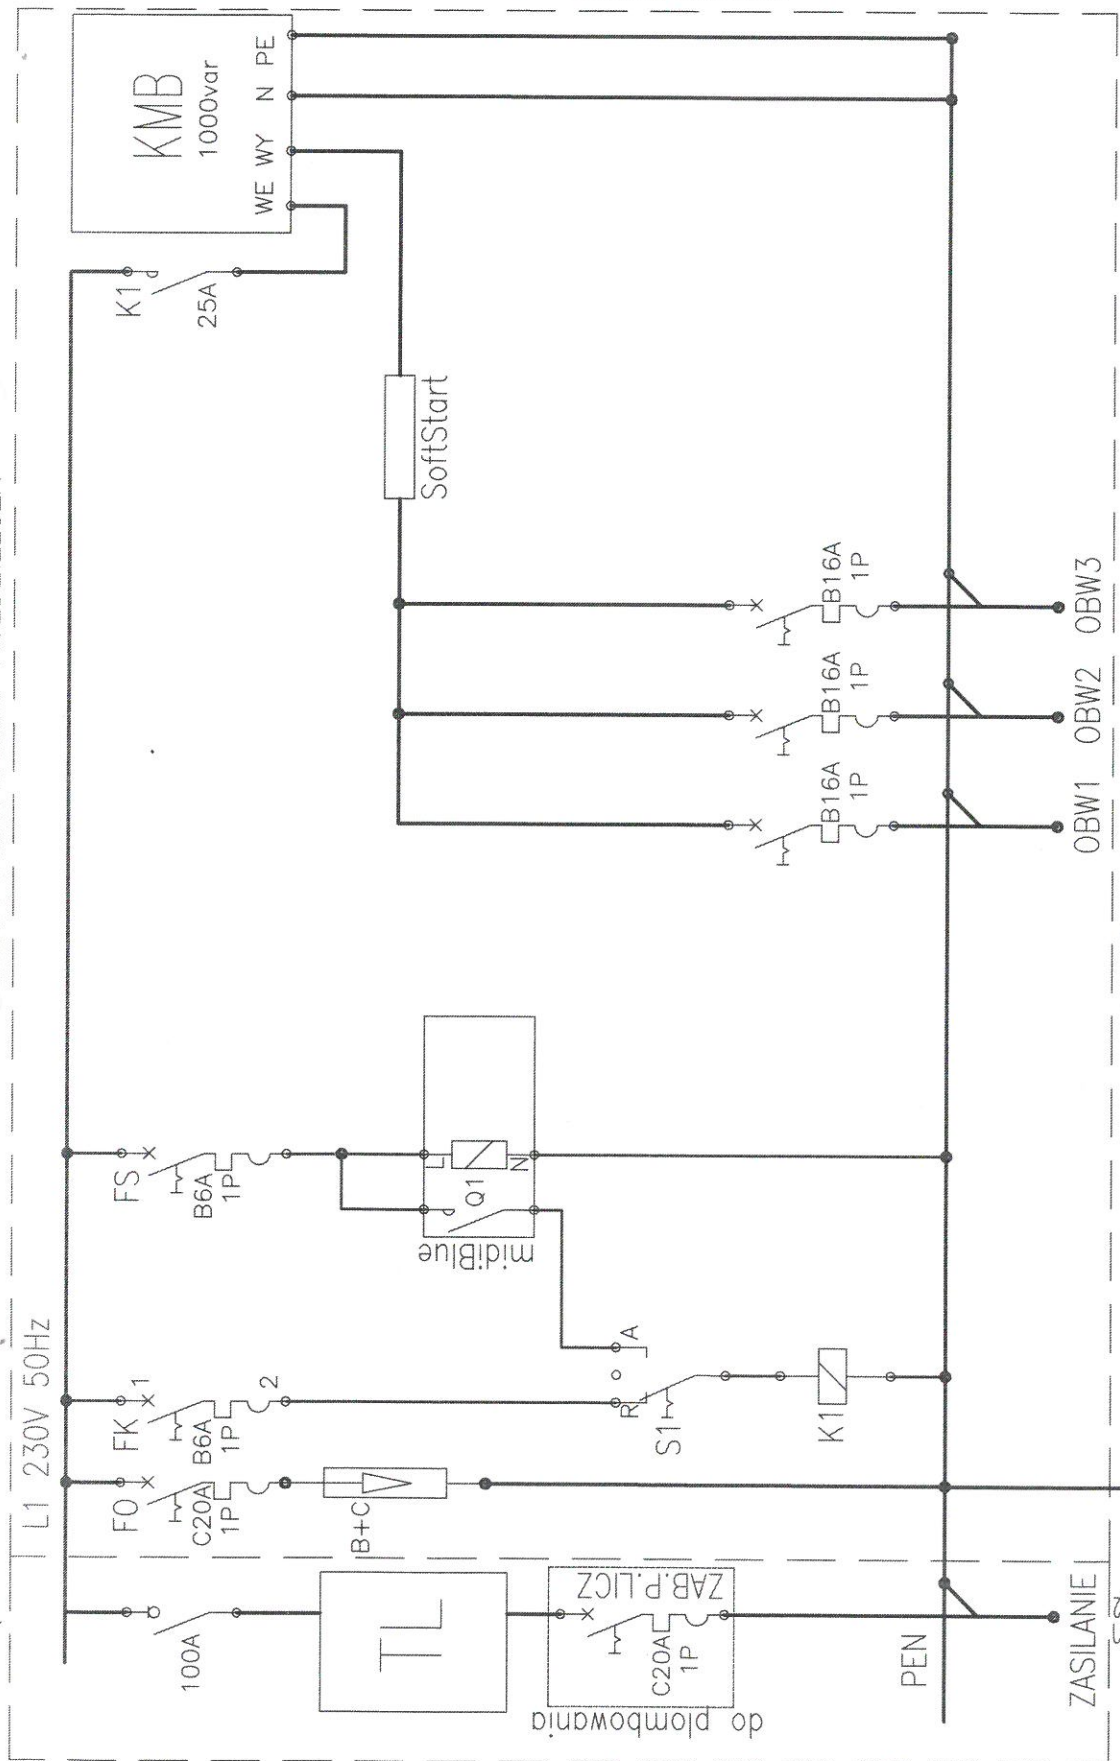 L1 230V 50Hz
100A
TL
do plombowania
ZAB.P.LICZ
C20A
1P
PEN
ZASILANIE
FO
C20A
1P
B+C
FK
1
B6A
1P
2
S1
R
A
K1
FS
B6A
1P
midiBlue
Q1
L
N
B16A
1P
OBW1
B16A
1P
OBW2
B16A
1P
OBW3
SoftStart
K1
25A
KMB
1000var
WE WY N PE